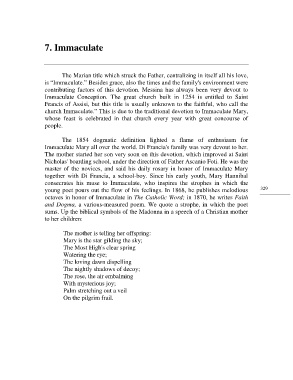 7. Immaculate
The Marian title which struck the Father, centralizing in itself all his love,
is "Immaculate." Besides grace, also the times and the family's environment were
contributing factors of this devotion. Messina has always been very devout to
Immaculate Conception. The great church built in 1254 is entitled to Saint
Francis of Assisi, but this title is usually unknown to the faithful, who call the
church Immaculate." This is due to the traditional devotion to Immaculate Mary,
whose feast is celebrated in that church every year with great concourse of
people.
The 1854 dogmatic definition lighted a flame of enthusiasm for
Immaculate Mary all over the world. Di Francia's family was very devout to her.
The mother started her son very soon on this devotion, which improved at Saint
Nicholas' boarding school, under the direction of Father Ascanio Foti. He was the
master of the novices, and said his daily rosary in honor of Immaculate Mary
together with Di Francia, a school-boy. Since his early youth, Mary Hannibal
consecrates his muse to Immaculate, who inspires the strophes in which the
young poet pours out the flow of his feelings. In 1868, he publishes melodious
octaves in honor of Immaculate in The Catholic Word; in 1870, he writes Faith
and Dogma, a various-measured poem. We quote a strophe, in which the poet
sums. Up the biblical symbols of the Madonna in a speech of a Christian mother
to her children:
329
The mother is telling her offspring:
Mary is the star gilding the sky;
The Most High's clear spring
Watering the eye;
The loving dawn dispelling
The nightly shadows of decay;
The rose, the air embalming
With mysterious joy;
Palm stretching out a veil
On the pilgrim frail.